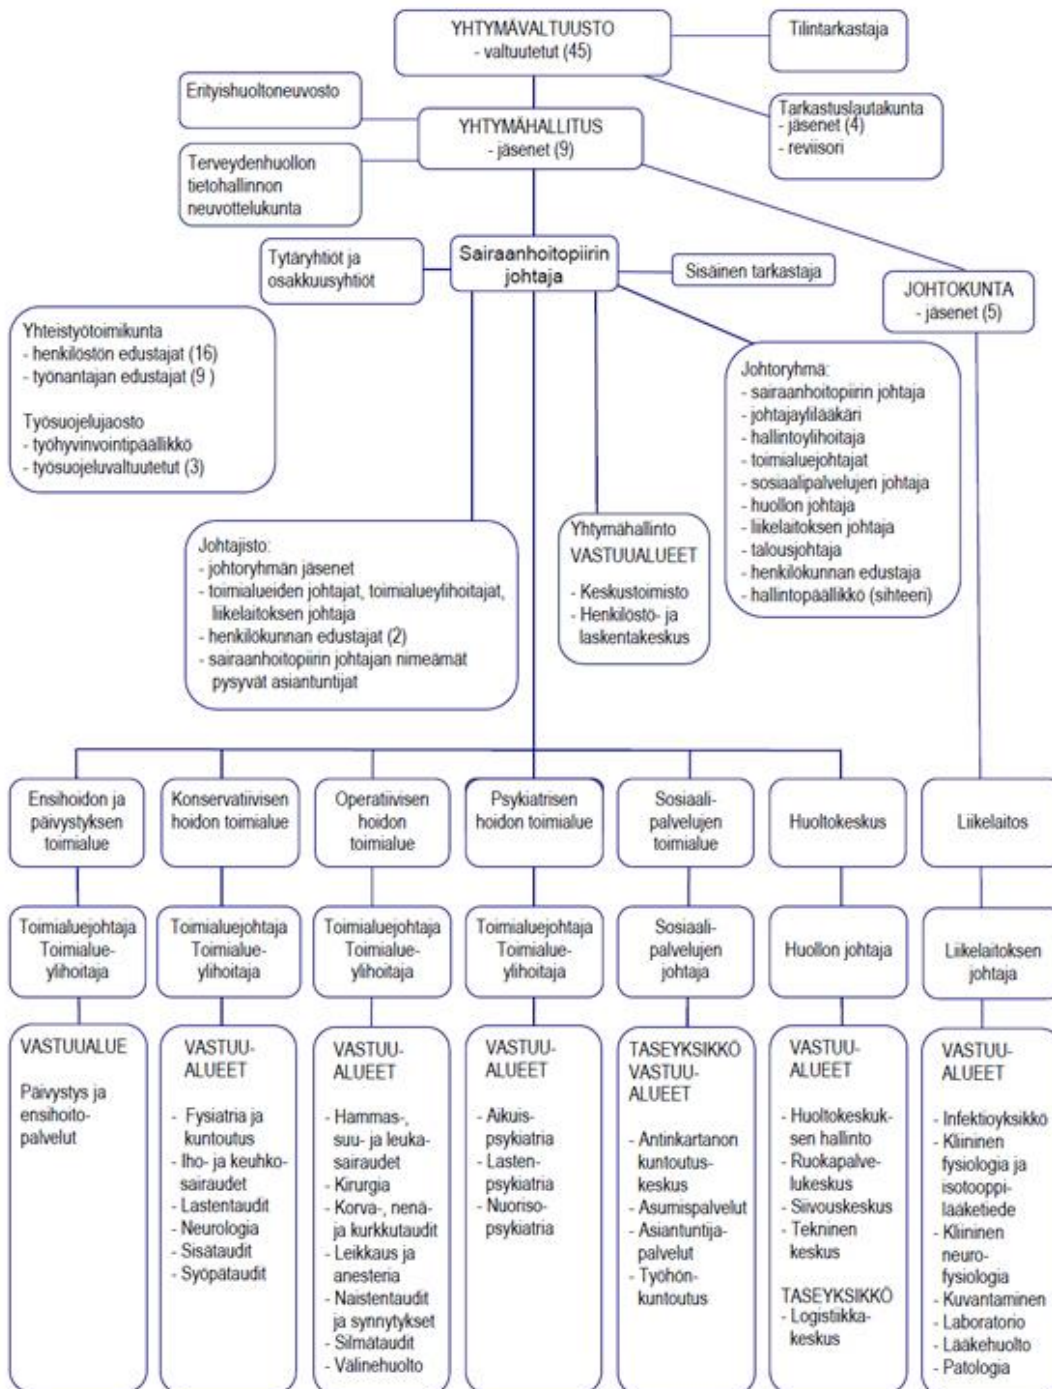 YHTYMÄVALTUUSTO
- valtuutetut (45)
Tilintarkastaja
Erityishuoltoneuvosto
YHTYMÄHALLITUS
- jäsenet (9)
Tarkastuslautakunta
- jäsenet (4)
- reviisori
Terveydenhuollon
tietohallinnon
neuvottelukunta
Tytäryhtiöt ja
osakkuusyhtiöt
Sairaanhoitopiirin
johtaja
Sisäinen tarkastaja
JOHTOKUNTA
- jäsenet (5)
Yhteistyötoimikunta
- henkilöstön edustajat (16)
- työnantajan edustajat (9 )
Työsuojelujaosto
- työhyvinvointipäällikkö
- työsuojeluvaltuutetut (3)
Johtoryhmä:
- sairaanhoitopiirin johtaja
- johtajaylilääkäri
- hallintoylihoitaja
- toimialuejohtajat
- sosiaalipalvelujen johtaja
- huollon johtaja
- liikelaitoksen johtaja
- talousjohtaja
- henkilökunnan edustaja
- hallintopäällikkö (sihteeri)
Johtajisto:
- johtoryhmän jäsenet
- toimialueiden johtajat, toimialueylihoitajat,
liikelaitoksen johtaja
- henkilökunnan edustajat (2)
- sairaanhoitopiirin johtajan nimeämät
pysyvät asiantuntijat
Yhtymähallinto
VASTUUALUEET
- Keskustoimisto
- Henkilöstö- ja
laskentakeskus
Ensihoidon ja
päivystyksen
toimialue
Konservatiivisen
hoidon toimialue
Operatiivisen
hoidon
toimialue
Psykiatrisen
hoidon toimialue
Sosiaali-
palvelujen
toimialue
Huoltokeskus
Liikelaitos
Toimialuejohtaja
Toimialue-
ylihoitaja
Toimialuejohtaja
Toimialue-
ylihoitaja
Toimialuejohtaja
Toimialue-
ylihoitaja
Toimialuejohtaja
Toimialue-
ylihoitaja
Sosiaali-
palvelujen
johtaja
Huollon johtaja
Liikelaitoksen
johtaja
VASTUUALUE
Päivystys ja
ensihoito-
palvelut
VASTUU-
ALUEET
- Fysiatria ja
kuntoutus
- Iho- ja keuhko-
sairaudet
- Lastentaudit
- Neurologia
- Sisätaudit
- Syöpätaudit
VASTUU-
ALUEET
- Hammas-,
suu- ja leuka-
sairaudet
- Kirurgia
- Korva-, nenä-
ja kurkkutaudit
- Leikkaus ja
anesteria
- Naistentaudit
ja synnytykset
- Silmätaudit
- Välinehuolto
VASTUU-
ALUEET
- Aikuis-
psykiatria
- Lasten-
psykiatria
- Nuoriso-
psykiatria
TASEYKSIKKÖ
VASTUU-
ALUEET
- Antinkartanon
kuntoutus-
keskus
- Asumispalvelut
- Asiantuntija-
palvelut
- Työhön-
kuntoutus
VASTUU-
ALUEET
- Huoltokeskuk-
sen hallinto
- Ruokapalve-
lukeskus
- Siivouskeskus
- Tekninen
keskus
TASEYKSIKKÖ
- Logistiikka-
keskus
VASTUU-
ALUEET
- Infektioyksikkö
- Kliininen
fysiologia ja
isotooppi-
lääketiede
- Kliininen
neuro-
fysiologia
- Kuvantaminen
- Laboratorio
- Lääkehuolto
- Patologia